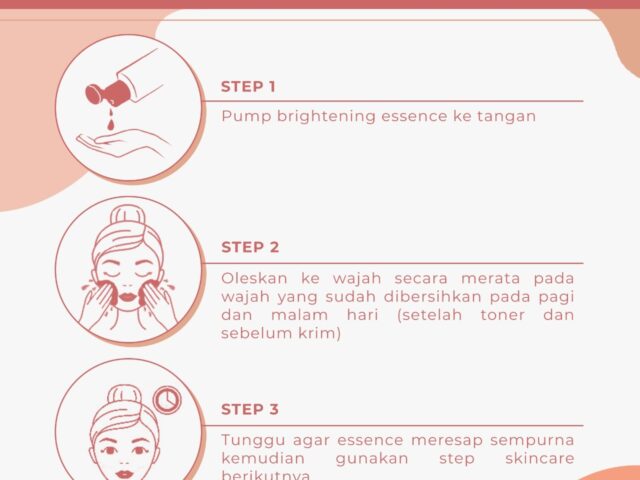 STEP 1
Pump brightening essence ke tangan
STEP 2
Oleskan ke wajah secara merata pada
wajah yang sudah dibersihkan pada pagi
dan malam hari (setelah toner dan
sebelum krim)
STEP 3
Tunggu agar essence meresap sempurna
kemudian gunakan step skincare
berikutnya